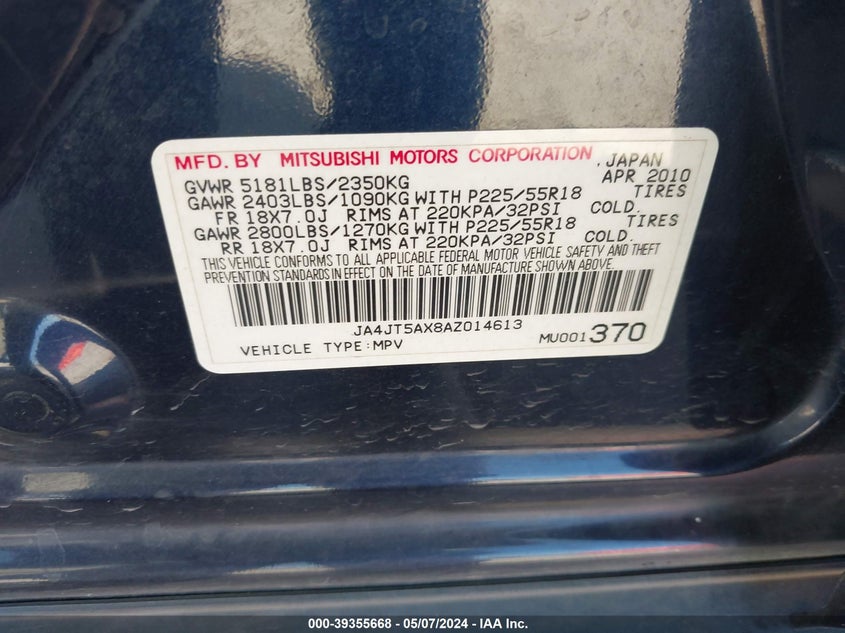 MFD. BY MITSUBISHI MOTORS CORPORATION, JAPAN
GVWR 5181LBS/2350KG APR 2010
GAWR 2403LBS/1090KG WITH P225/55R18 TIRES
FR 18X7.0J RIMS AT 220KPA/32PSI COLD.
GAWR 2800LBS/1270KG WITH P225/55R18 TIRES
RR 18X7.0J RIMS AT 220KPA/32PSI COLD.
THIS VEHICLE CONFORMS TO ALL APPLICABLE FEDERAL MOTOR VEHICLE SAFETY AND THEFT
PREVENTION STANDARDS IN EFFECT ON THE DATE OF MANUFACTURE SHOWN ABOVE.
JA4JT5AX8AZ014613
VEHICLE TYPE:MPV MU001370
000-39355668 - 05/07/2024 - IAA Inc.